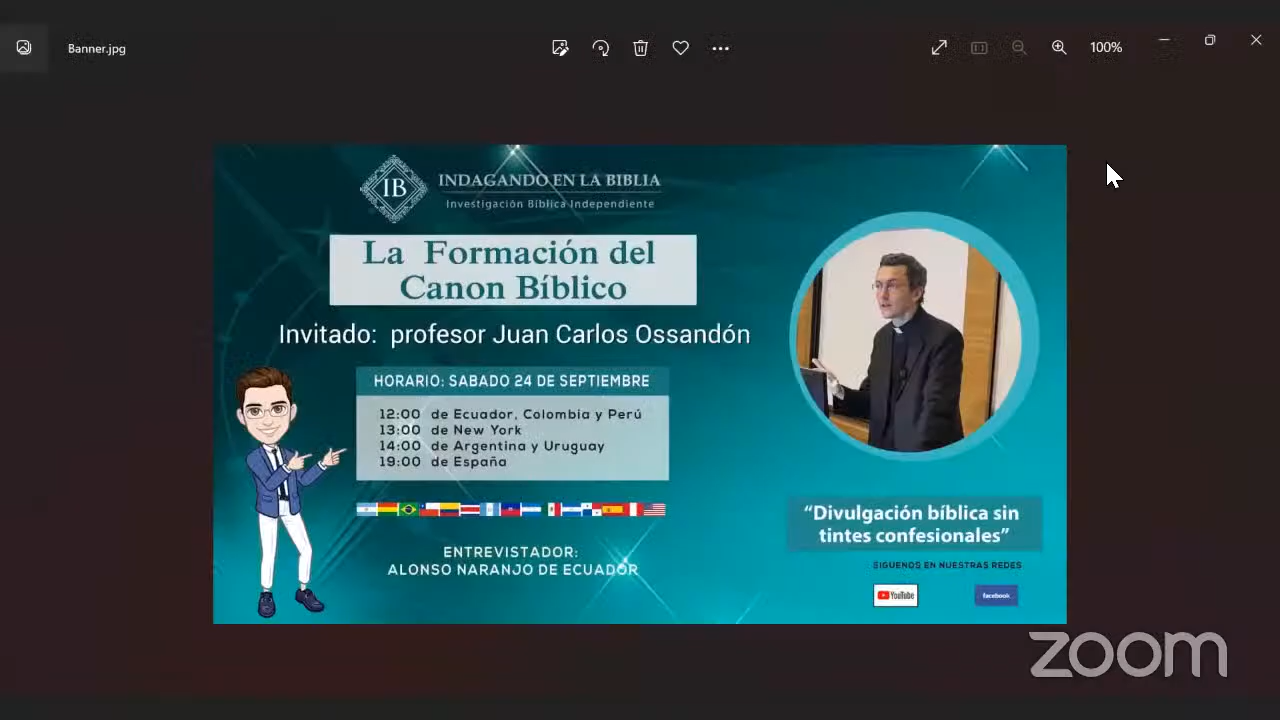 Banner.jpg
100%
IB
INDAGANDO EN LA BIBLIA
Investigación Bíblica Independiente
La Formación del
Canon Bíblico
Invitado: profesor Juan Carlos Ossandón
HORARIO: SABADO 24 DE SEPTIEMBRE
12:00 de Ecuador, Colombia y Perú
13:00 de New York
14:00 de Argentina y Uruguay
19:00 de España
ENTREVISTADOR:
ALONSO NARANJO DE ECUADOR
“Divulgación bíblica sin
tintes confesionales”
SIGUENOS EN NUESTRAS REDES
YouTube
facebook
zoom